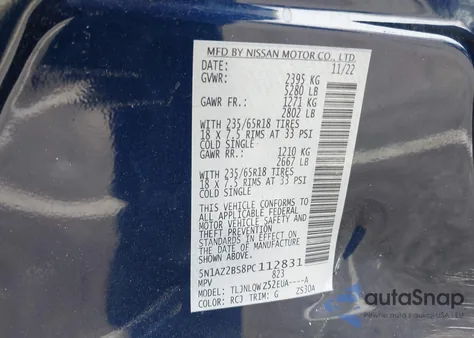 MFD BY NISSAN MOTOR CO., LTD.
DATE: 11/22
GVWR: 2395 KG
5280 LB
GAWR FR.: 1271 KG
2802 LB
WITH 235/65R18 TIRES
18 X 7.5 RIMS AT 33 PSI
COLD SINGLE
GAWR RR.: 1210 KG
2667 LB
WITH 235/65R18 TIRES
18 X 7.5 RIMS AT 33 PSI
COLD SINGLE
THIS VEHICLE CONFORMS TO
ALL APPLICABLE FEDERAL
MOTOR VEHICLE SAFETY AND
THEFT PREVENTION
STANDARDS IN EFFECT ON
THE DATE OF MANUFACTURE
SHOWN ABOVE.
5N1AZ2BS8PC112831
MPV 823
MODEL: TLJNLQW Z52EUA----A
COLOR: RCJ TRIM: G Z530A
autoSnap